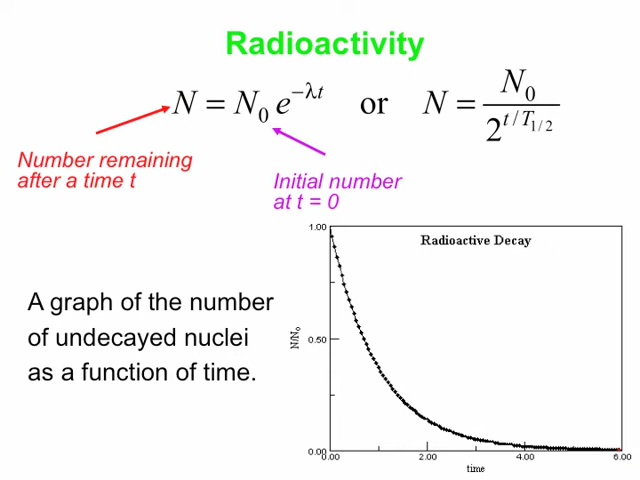 Radioactivity
N = N₀ e^{−λt} or N = N₀ / 2^{t/T_{1/2}}
Number remaining
after a time t
Initial number
at t = 0
A graph of the number
of undecayed nuclei
as a function of time.
Radioactive Decay
1.00
0.50
0.00
N/N₀
0.00 2.00 4.00 6.00
time